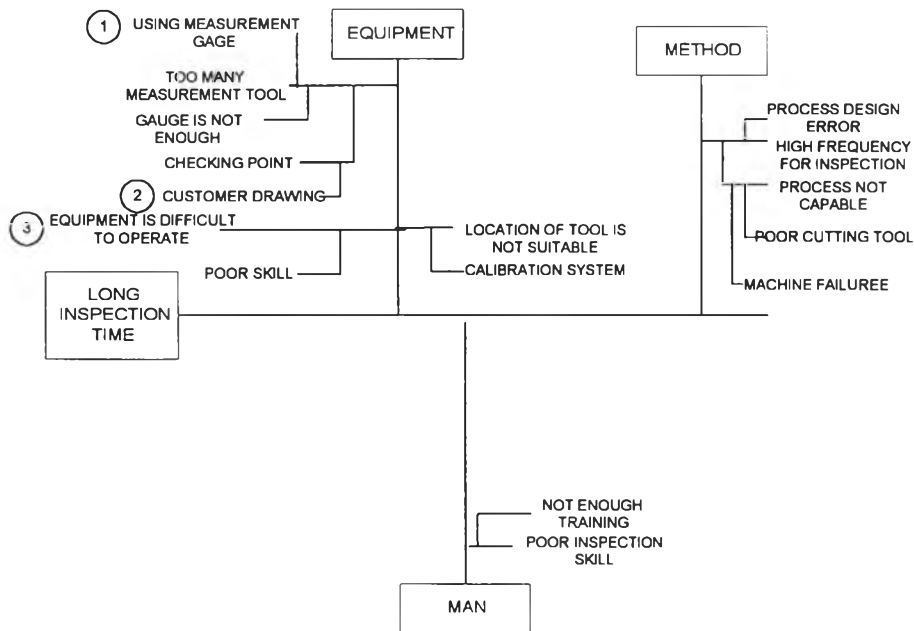 1
USING MEASUREMENT
GAGE
EQUIPMENT
METHOD
TOO MANY
MEASUREMENT TOOL
GAUGE IS NOT
ENOUGH
CHECKING POINT
2
CUSTOMER DRAWING
3
EQUIPMENT IS DIFFICULT
TO OPERATE
POOR SKILL
LOCATION OF TOOL IS
NOT SUITABLE
CALIBRATION SYSTEM
PROCESS DESIGN
ERROR
HIGH FREQUENCY
FOR INSPECTION
PROCESS NOT
CAPABLE
POOR CUTTING TOOL
MACHINE FAILUREE
LONG
INSPECTION
TIME
NOT ENOUGH
TRAINING
POOR INSPECTION
SKILL
MAN